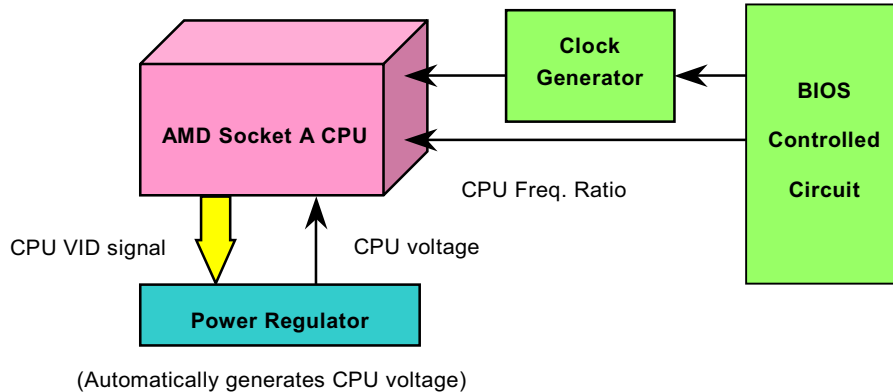 Clock
Generator
BIOS
Controlled
Circuit
AMD Socket A CPU
CPU Freq. Ratio
CPU VID signal
CPU voltage
Power Regulator
(Automatically generates CPU voltage)